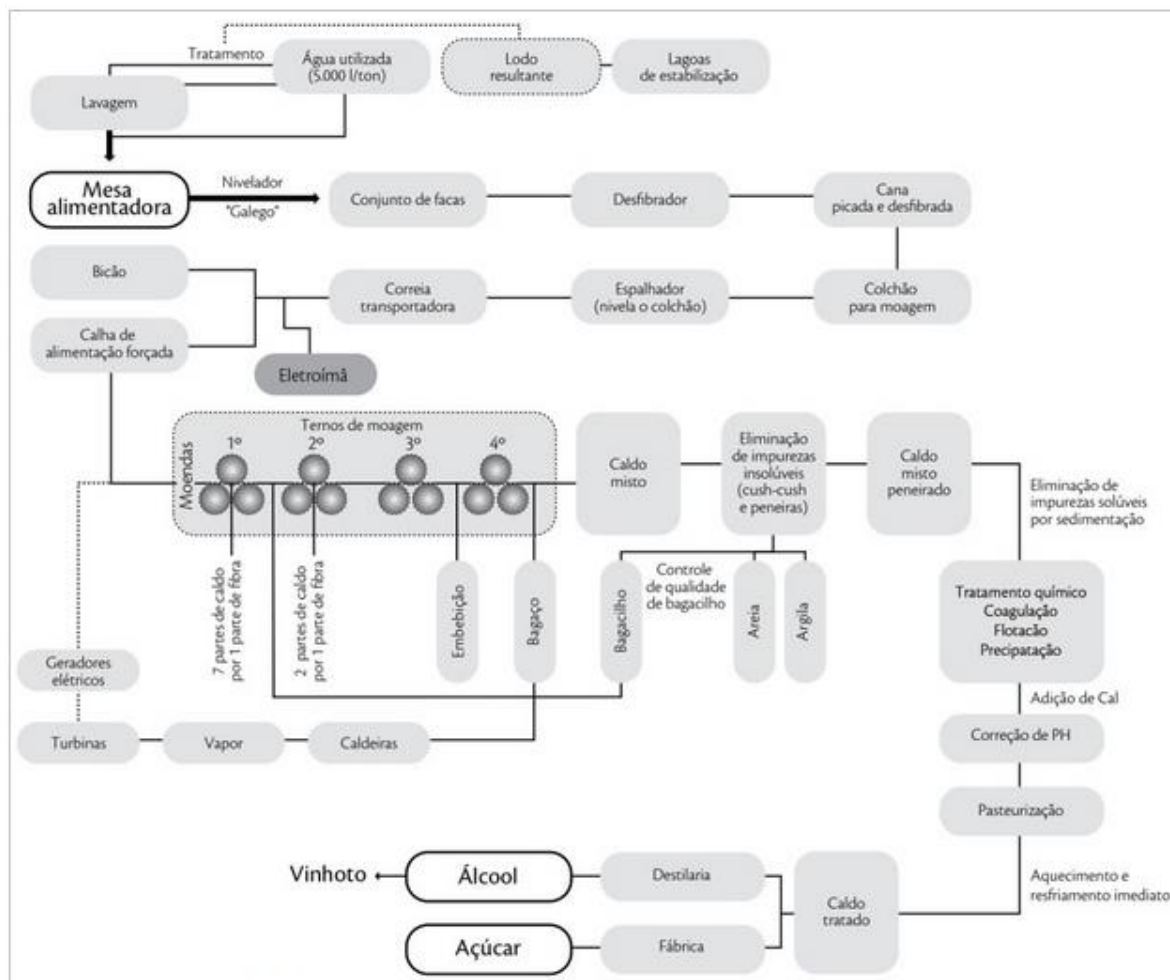 Tratamento
Água utilizada
(5.000 l/ton)
Lodo
resultante
Lagoas
de estabilização
Lavagem
Mesa
alimentadora
Nivelador
"Galego"
Conjunto de facas
Desfibrador
Cana
picada e desfibrada
Bicão
Correia
transportadora
Espalhador
(nivela o colchão)
Colchão
para moagem
Calha de
alimentação forçada
Eletroímã
Ternos de moagem
Moendas
1º
2º
3º
4º
Caldo
misto
Eliminação
de impurezas
insolúveis
(cush-cush
e peneiras)
Caldo
misto
peneirado
Eliminação de
impurezas solúveis
por sedimentação
7 partes de caldo
por 1 parte de fibra
2 partes de caldo
por 1 parte de fibra
Embebição
Bagaço
Bagacilho
Controle
de qualidade
de bagacilho
Areia
Argila
Tratamento químico
Coagulação
Flotacão
Precipatação
Geradores
elétricos
Adição de Cal
Turbinas
Vapor
Caldeiras
Correção de PH
Pasteurização
Vinhoto
Álcool
Destilaria
Caldo
tratado
Aquecimento e
resfriamento imediato
Açúcar
Fábrica